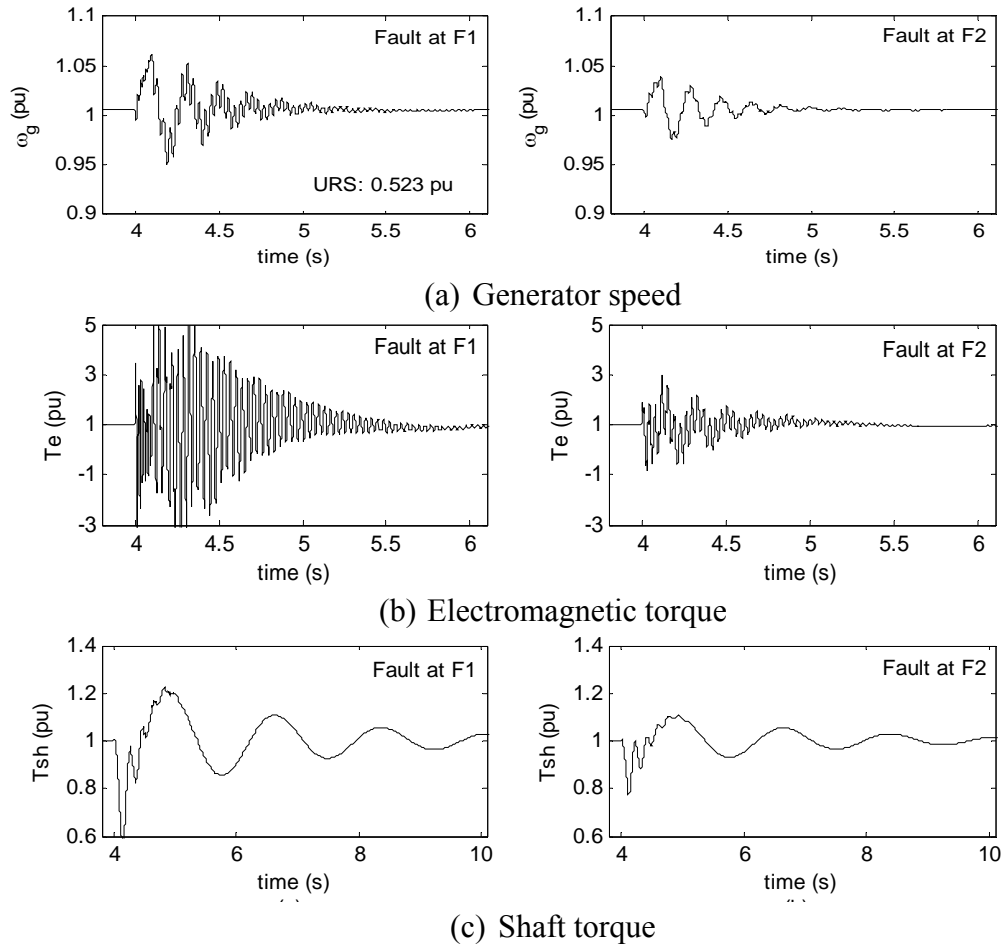 1.1
1.05
1
0.95
0.9
ωg (pu)
Fault at F1
URS: 0.523 pu
4 4.5 5 5.5 6
time (s)
1.1
1.05
1
0.95
0.9
ωg (pu)
Fault at F2
4 4.5 5 5.5 6
time (s)
(a) Generator speed
5
3
1
-1
-3
Te (pu)
Fault at F1
4 4.5 5 5.5 6
time (s)
5
3
1
-1
-3
Te (pu)
Fault at F2
4 4.5 5 5.5 6
time (s)
(b) Electromagnetic torque
1.4
1.2
1
0.8
0.6
Tsh (pu)
Fault at F1
4 6 8 10
time (s)
1.4
1.2
1
0.8
0.6
Tsh (pu)
Fault at F2
4 6 8 10
time (s)
(c) Shaft torque